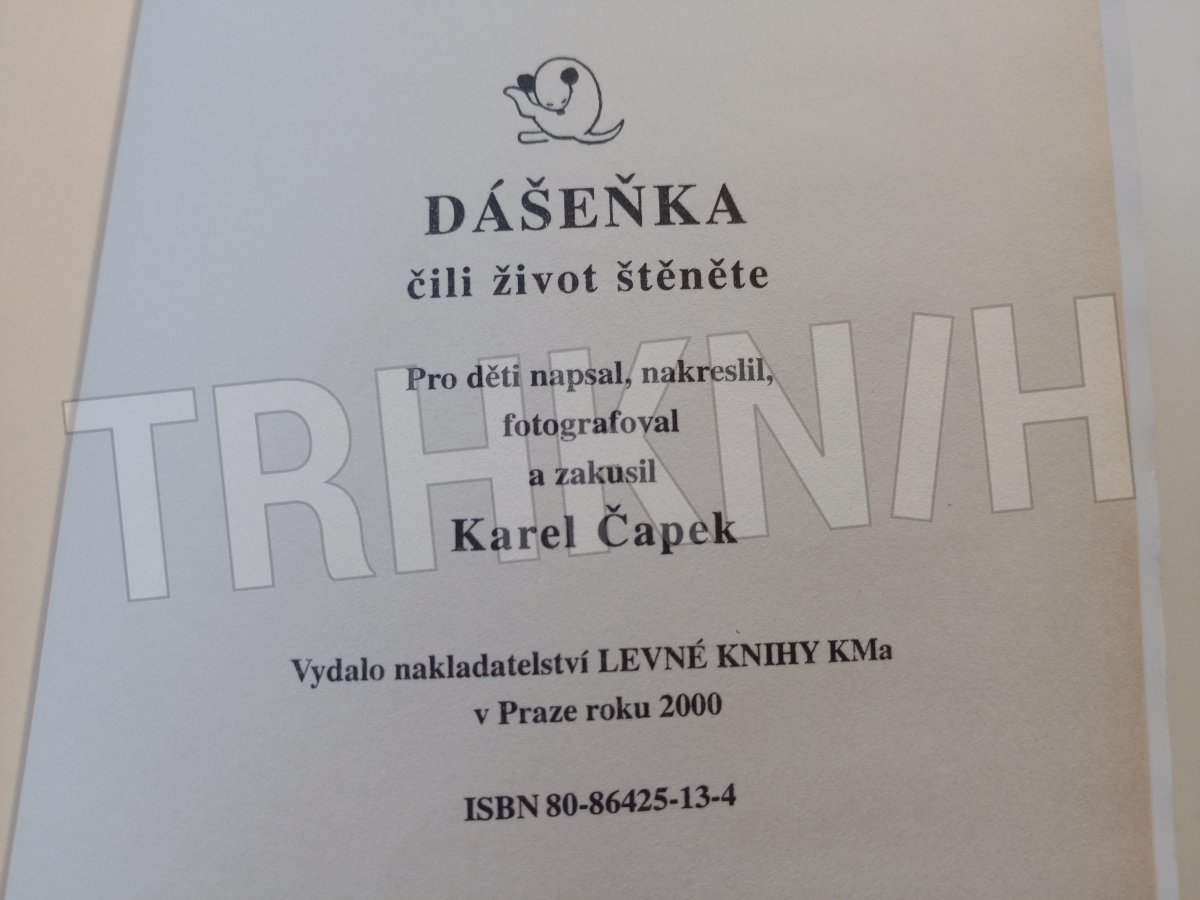 DÁŠEŇKA
čili život štěněte
Pro děti napsal, nakreslil,
fotografoval
a zakusil
Karel Čapek
Vydalo nakladatelství LEVNÉ KNIHY KMa
v Praze roku 2000
ISBN 80-86425-13-4
TRHKN/H